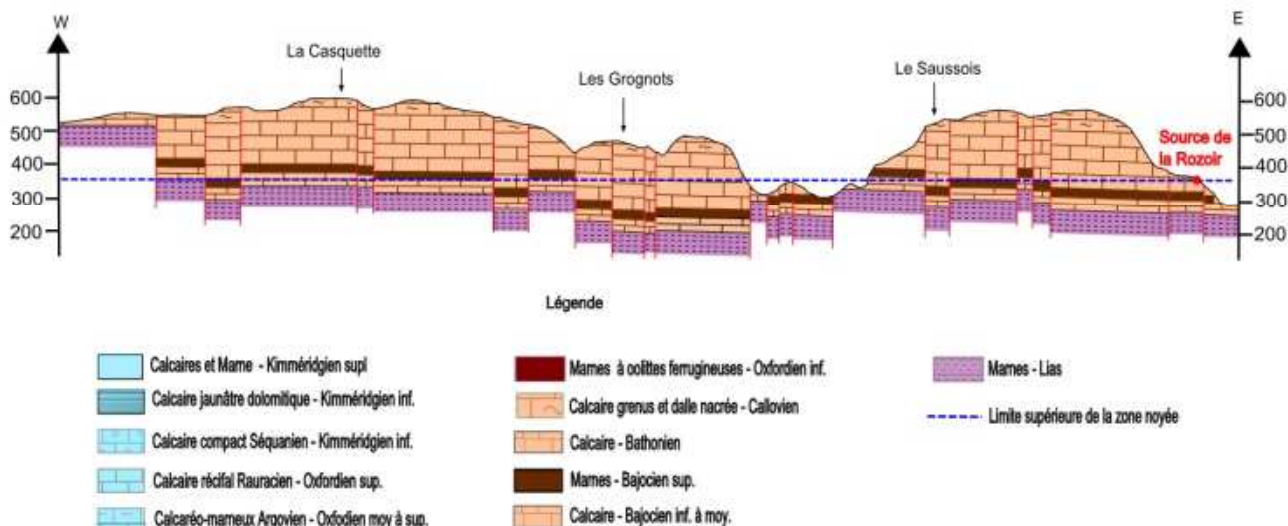 W
E
La Casquette
Les Grognots
Le Saussois
600
500
400
300
200
600
500
400
300
200
Source de
la Rozoir
Légende
Calcaires et Marne - Kimméridgien supl
Calcaire jaunâtre dolomitique - Kimméridgien inf.
Calcaire compact Séquanien - Kimméridgien inf.
Calcaire récifal Rauracien - Oxfordien sup.
Calcaréo-marneux Argovien - Oxfodien moy à sup.
Marnes à oolittes ferrugineuses - Oxfordien inf.
Calcaire grenus et dalle nacrée - Callovien
Calcaire - Bathonien
Marnes - Bajocien sup.
Calcaire - Bajocien inf. à moy.
Marnes - Lias
Limite supérieure de la zone noyée